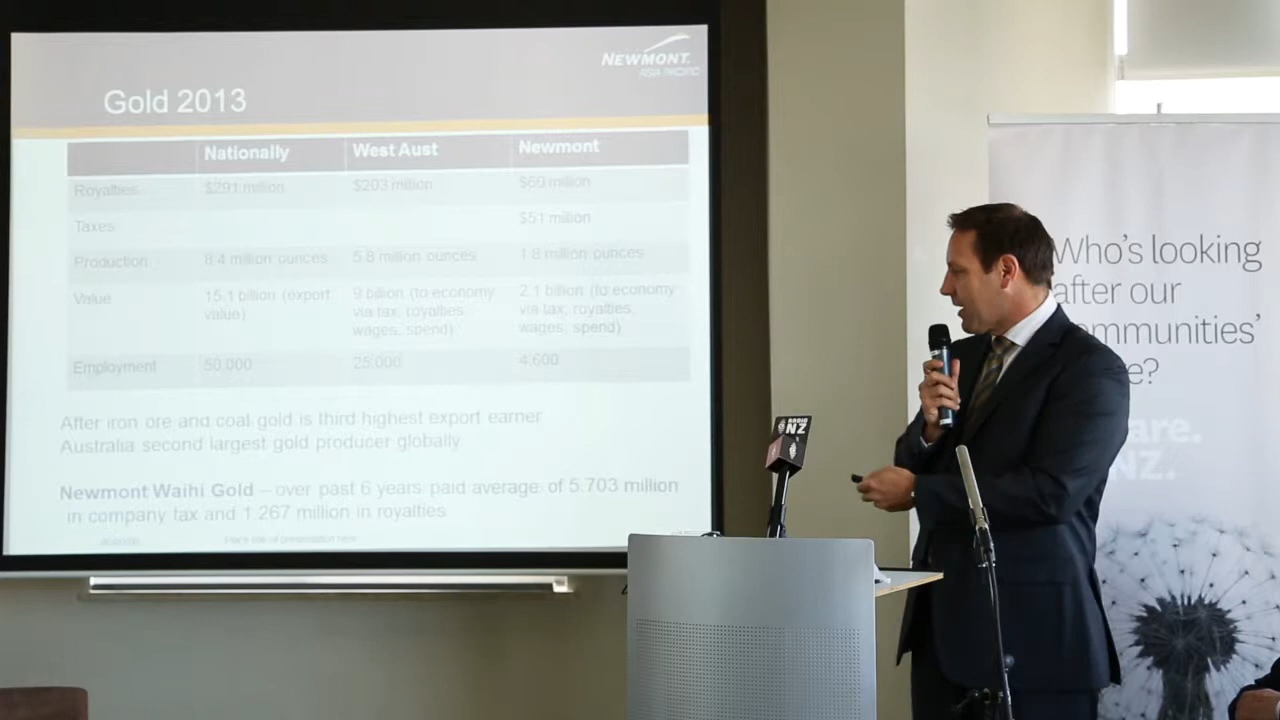 NEWMONT.
ASIA PACIFIC
Gold 2013
Nationally West Aust Newmont
Royalties $291 million $203 million $60 million
Taxes $51 million
Production 8.4 million ounces 5.8 million ounces 1.8 million ounces
Value 15.1 billion (export value) 9 billion (to economy via tax, royalties, wages, spend) 2.1 billion (to economy via tax, royalties, wages, spend)
Employment 50,000 25,000 4,600
After iron ore and coal gold is third highest export earner
Australia second largest gold producer globally
Newmont Waihi Gold – over past 6 years paid average of 5.703 million
in company tax and 1.267 million in royalties
RADIO
NZ
Who's looking
after our
ommunities'
e?
are.
NZ.